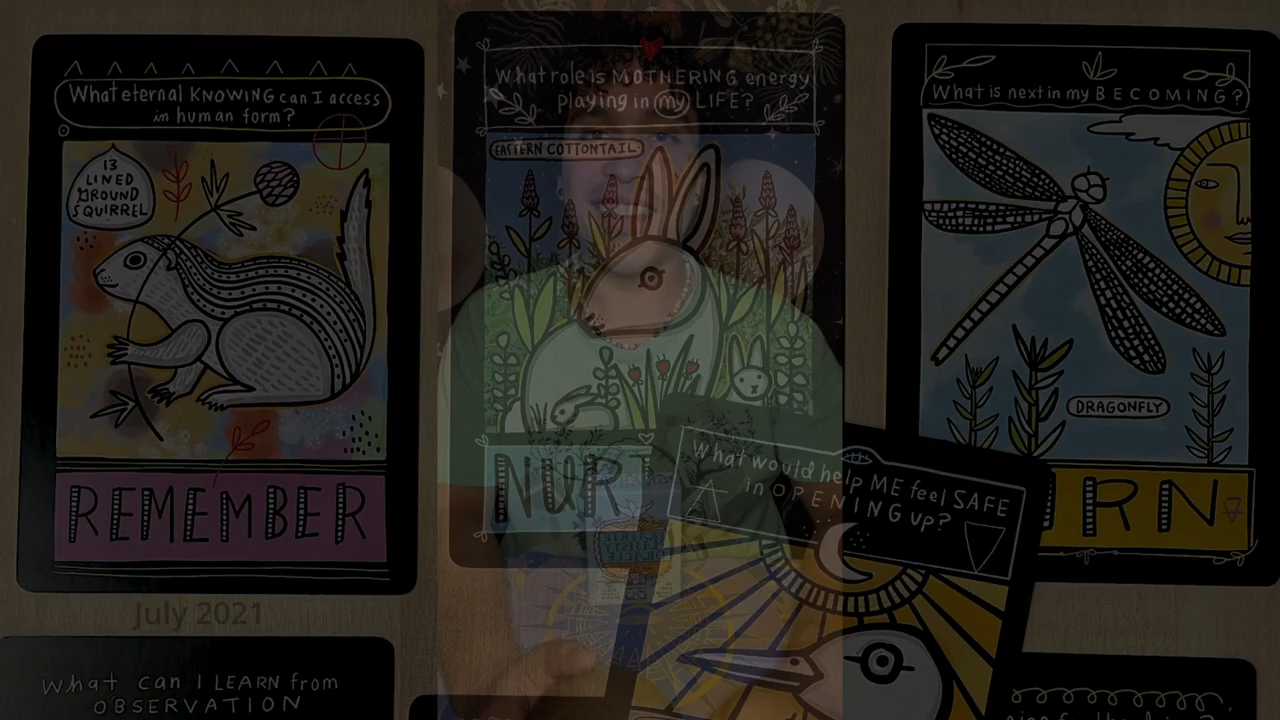 What eternal KNOWING can I access
in human form?
13
LINED
GROUND
SQUIRREL
REMEMBER
July 2021
What can I LEARN from
OBSERVATION
What role is MOTHERING energy
playing in my LIFE?
EASTERN COTTONTAIL
NURT
What would help ME feel SAFE
in OPENING up?
What is next in my BECOMING?
DRAGONFLY
RN